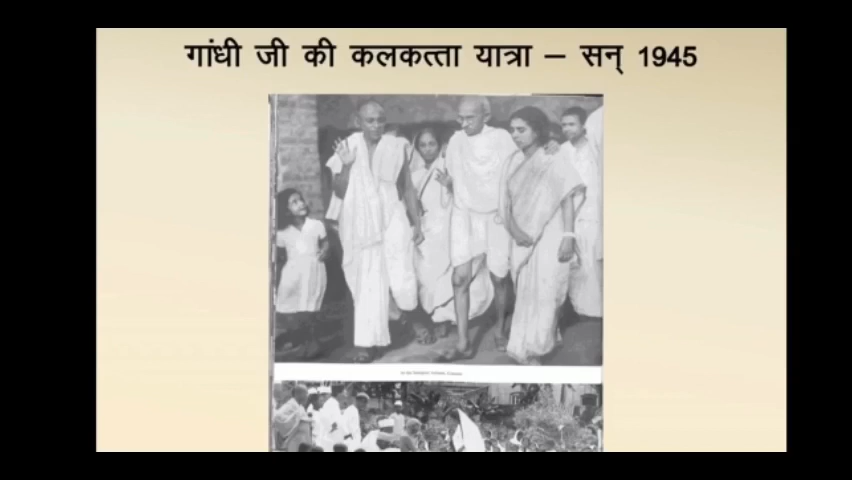 गांधी जी की कलकत्ता यात्रा – सन् 1945